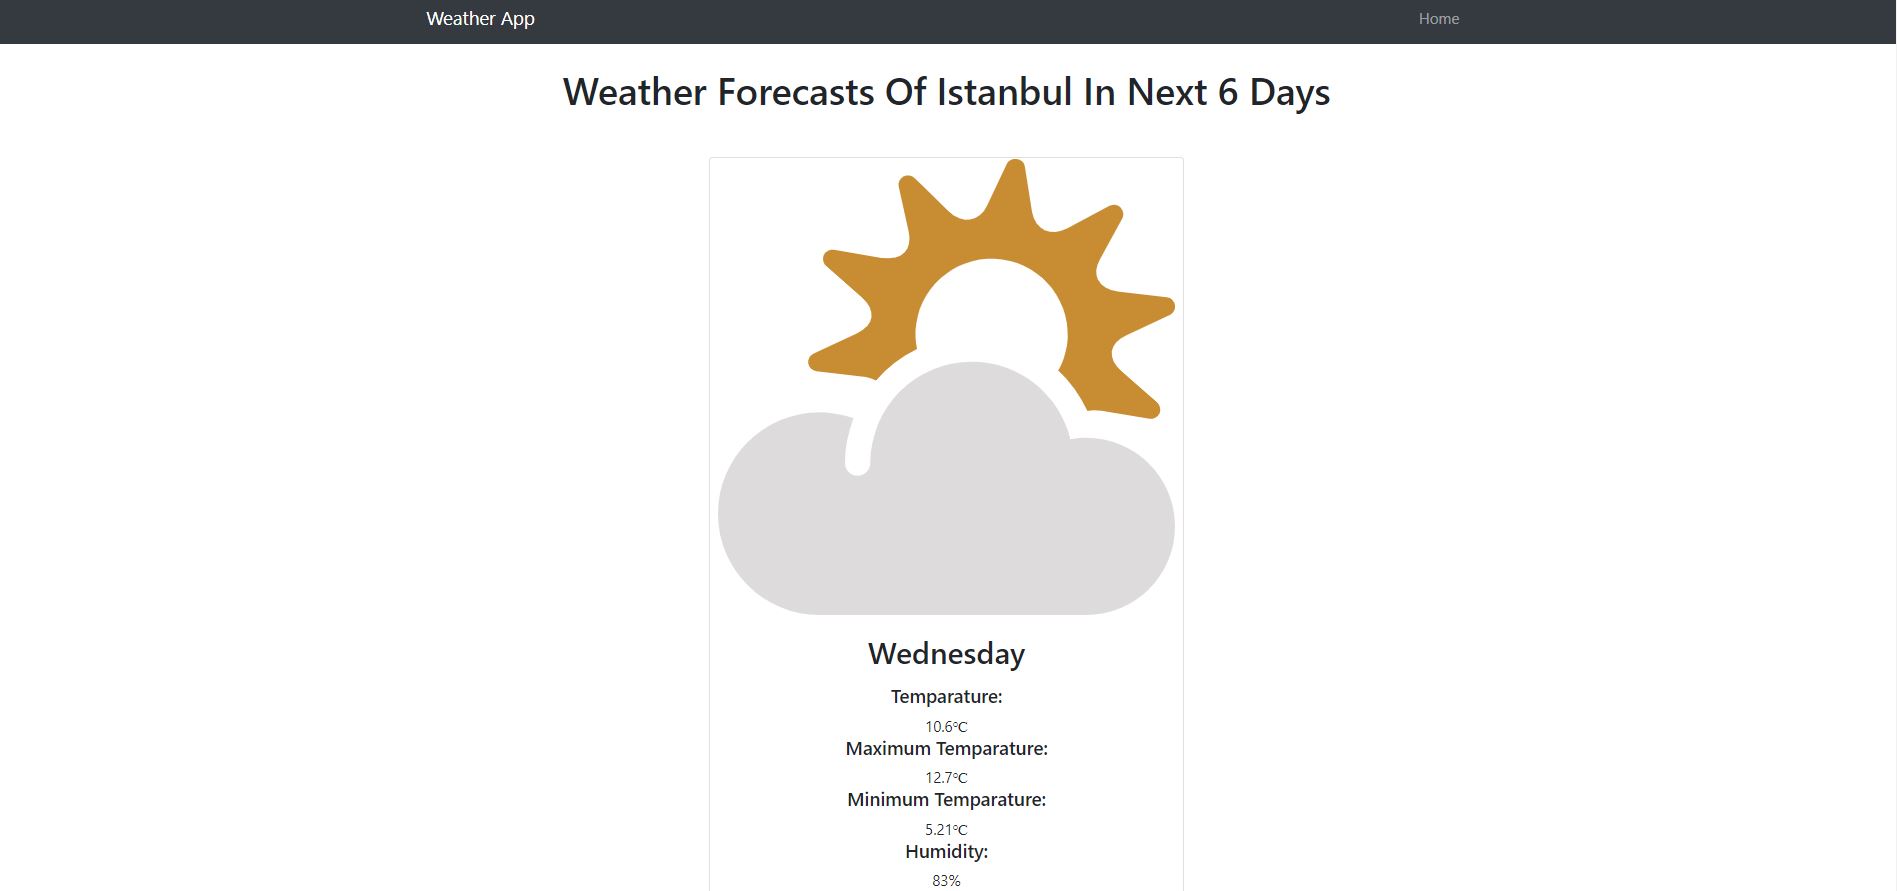 Weather App Home
Weather Forecasts Of Istanbul In Next 6 Days
Wednesday
Temparature:
10.6°C
Maximum Temparature:
12.7°C
Minimum Temparature:
5.21°C
Humidity:
83%